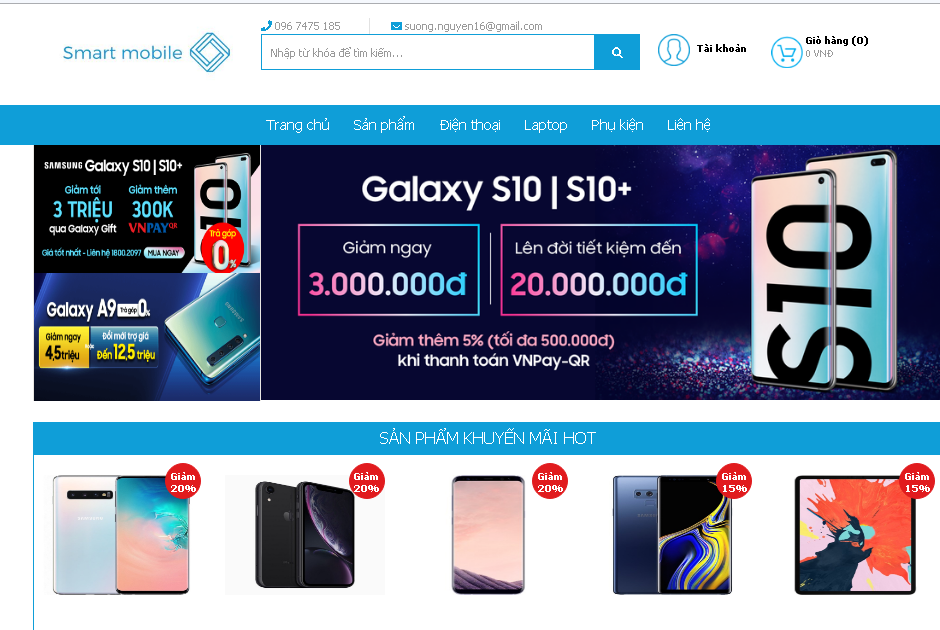 096 7475 185
suong.nguyen16@gmail.com
Smart mobile
Nhập từ khóa để tìm kiếm...
Tài khoản
Giỏ hàng (0)
0 VNĐ
Trang chủ Sản phẩm Điện thoại Laptop Phụ kiện Liên hệ
SAMSUNG Galaxy S10 | S10+
Giảm tới
3 TRIỆU
qua Galaxy Gift
Giảm thêm
300K
VNPAYQR
Trả góp
0%
Giá tốt nhất - Liên hệ 1800.2097 MUA NGAY
S10
Galaxy A9 Trả góp 0%
Giảm ngay
4,5 triệu
Đổi mới trợ giá
Đến 12,5 triệu
SAMSUNG
Galaxy S10 | S10+
Giảm ngay
3.000.000đ
Lên đời tiết kiệm đến
20.000.000đ
Giảm thêm 5% (tối đa 500.000đ)
khi thanh toán VNPay-QR
S10
SẢN PHẨM KHUYẾN MÃI HOT
Giảm
20%
Giảm
20%
Giảm
20%
Giảm
15%
Giảm
15%
SAMSUNG